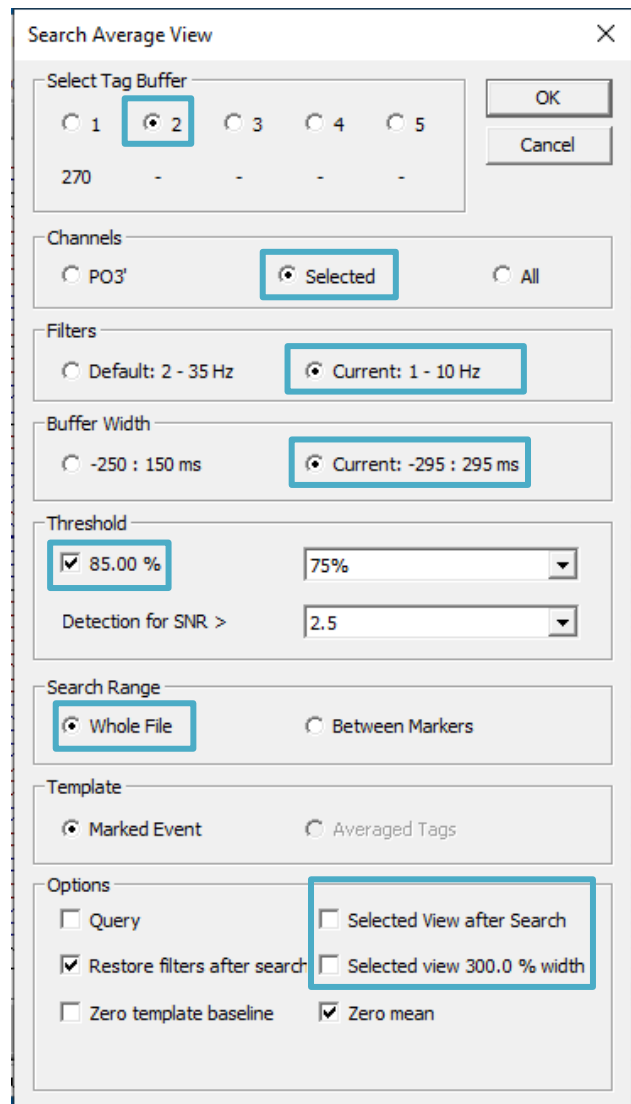 Search Average View
Select Tag Buffer
1 2 3 4 5
270 - - - -
OK
Cancel
Channels
PO3' Selected All
Filters
Default: 2 - 35 Hz Current: 1 - 10 Hz
Buffer Width
-250 : 150 ms Current: -295 : 295 ms
Threshold
85.00 % 75%
Detection for SNR > 2.5
Search Range
Whole File Between Markers
Template
Marked Event Averaged Tags
Options
Query Selected View after Search
Restore filters after search Selected view 300.0 % width
Zero template baseline Zero mean